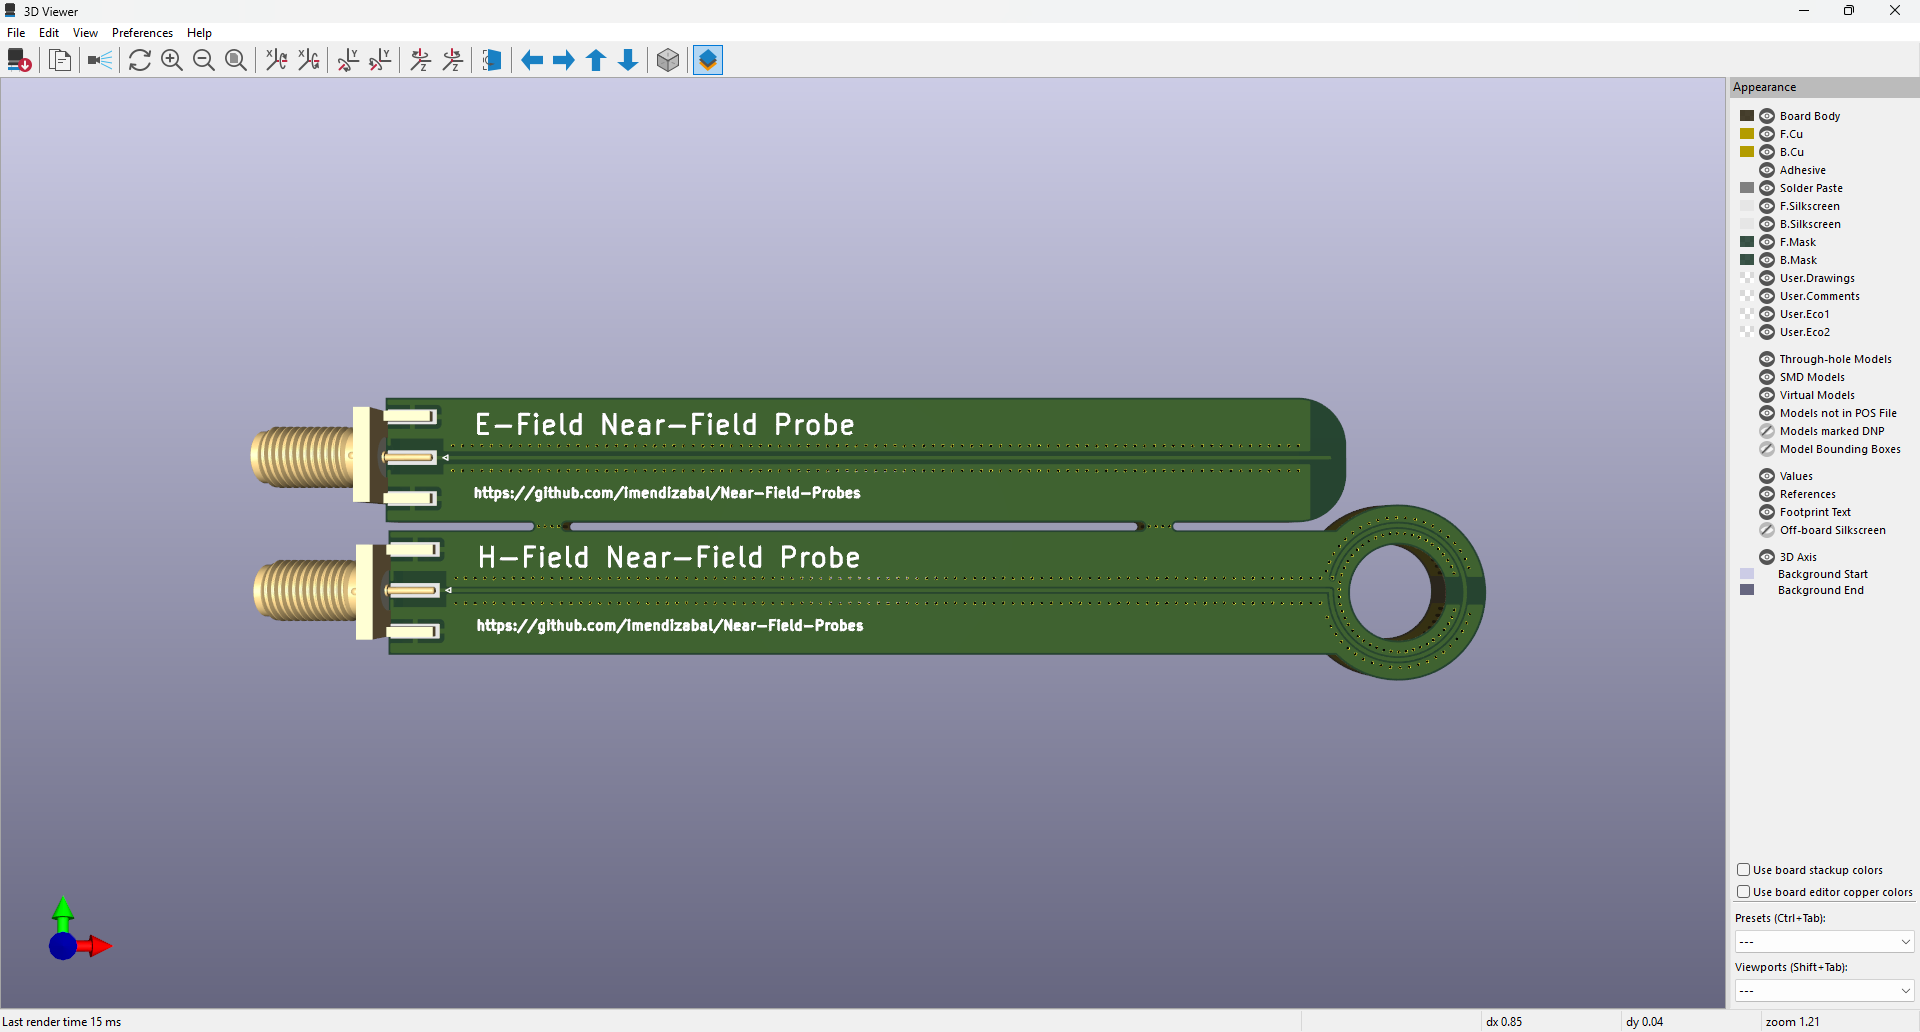 3D Viewer
File Edit View Preferences Help
Appearance
Board Body
F.Cu
B.Cu
Adhesive
Solder Paste
F.Silkscreen
B.Silkscreen
F.Mask
B.Mask
User.Drawings
User.Comments
User.Eco1
User.Eco2
Through-hole Models
SMD Models
Virtual Models
Models not in POS File
Models marked DNP
Model Bounding Boxes
Values
References
Footprint Text
Off-board Silkscreen
3D Axis
Background Start
Background End
E-Field Near-Field Probe
https://github.com/imendizabal/Near-Field-Probes
H-Field Near-Field Probe
https://github.com/imendizabal/Near-Field-Probes
Use board stackup colors
Use board editor copper colors
Presets (Ctrl+Tab):
---
Viewports (Shift+Tab):
---
Last render time 15 ms
dx 0.85
dy 0.04
zoom 1.21